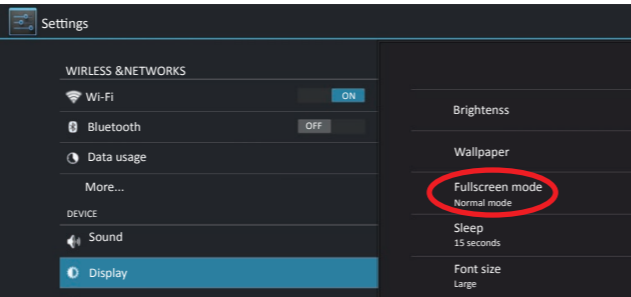 Settings
WIRLESS &NETWORKS
Wi-Fi
ON
Bluetooth
OFF
Data usage
More...
DEVICE
Sound
Display
Brightenss
Wallpaper
Fullscreen mode
Normal mode
Sleep
15 seconds
Font size
Large